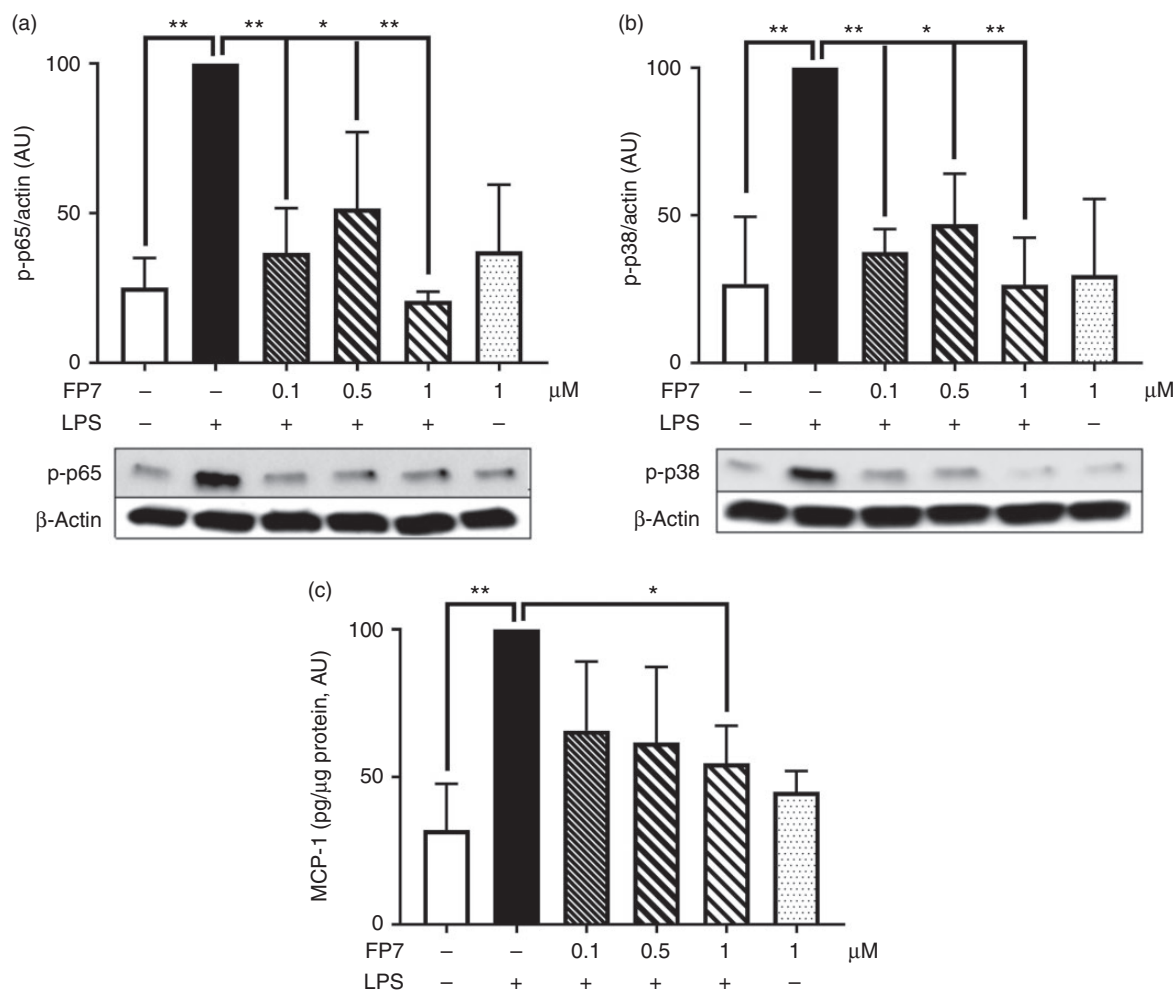 (a)
** ** * **
100
50
0
p-p65/actin (AU)
FP7 – – 0.1 0.5 1 1 μM
LPS – + + + + –
p-p65
β-Actin
(b)
** ** * **
100
50
0
p-p38/actin (AU)
FP7 – – 0.1 0.5 1 1 μM
LPS – + + + + –
p-p38
β-Actin
(c)
** *
100
50
0
MCP-1 (pg/μg protein, AU)
FP7 – – 0.1 0.5 1 1 μM
LPS – + + + + –